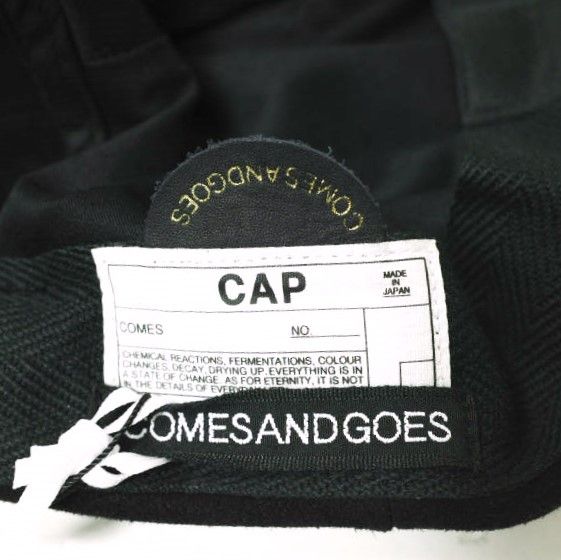 COMESANDGOES
CAP
MADE
IN
JAPAN
COMES
NO.
CHEMICAL REACTIONS, FERMENTATIONS, COLOUR
CHANGES, DECAY, DRYING UP. EVERYTHING IS IN
A STATE OF CHANGE. AS FOR ETERNITY, IT IS NOT
IN THE DETAILS OF
COMESANDGOES